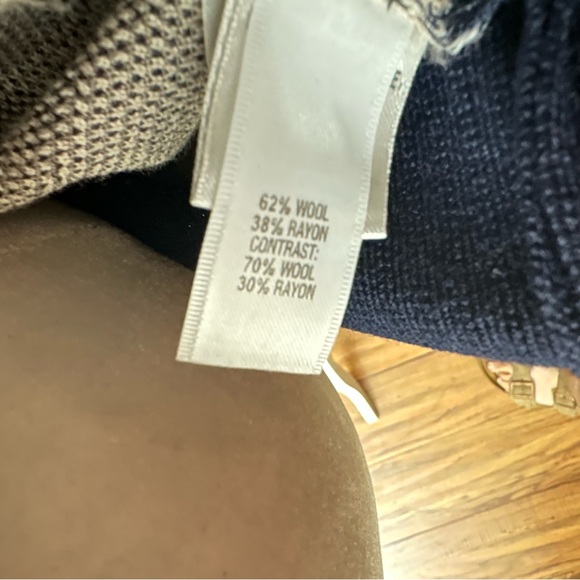 62% WOOL
38% RAYON
CONTRAST:
70% WOOL
30% RAYON